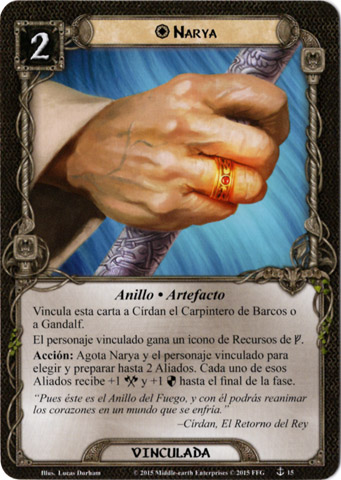 2
Narya
Anillo • Artefacto
Vincula esta carta a Círdan el Carpintero de Barcos o
a Gandalf.
El personaje vinculado gana un icono de Recursos de .
Acción: Agota Narya y el personaje vinculado para
elegir y preparar hasta 2 Aliados. Cada uno de esos
Aliados recibe +1 y +1 hasta el final de la fase.
"Pues éste es el Anillo del Fuego, y con él podrás reanimar
los corazones en un mundo que se enfría."
–Círdan, El Retorno del Rey
VINCULADA
Illus. Lucas Durham
© 2015 Middle-earth Enterprises © 2015 FFG
15